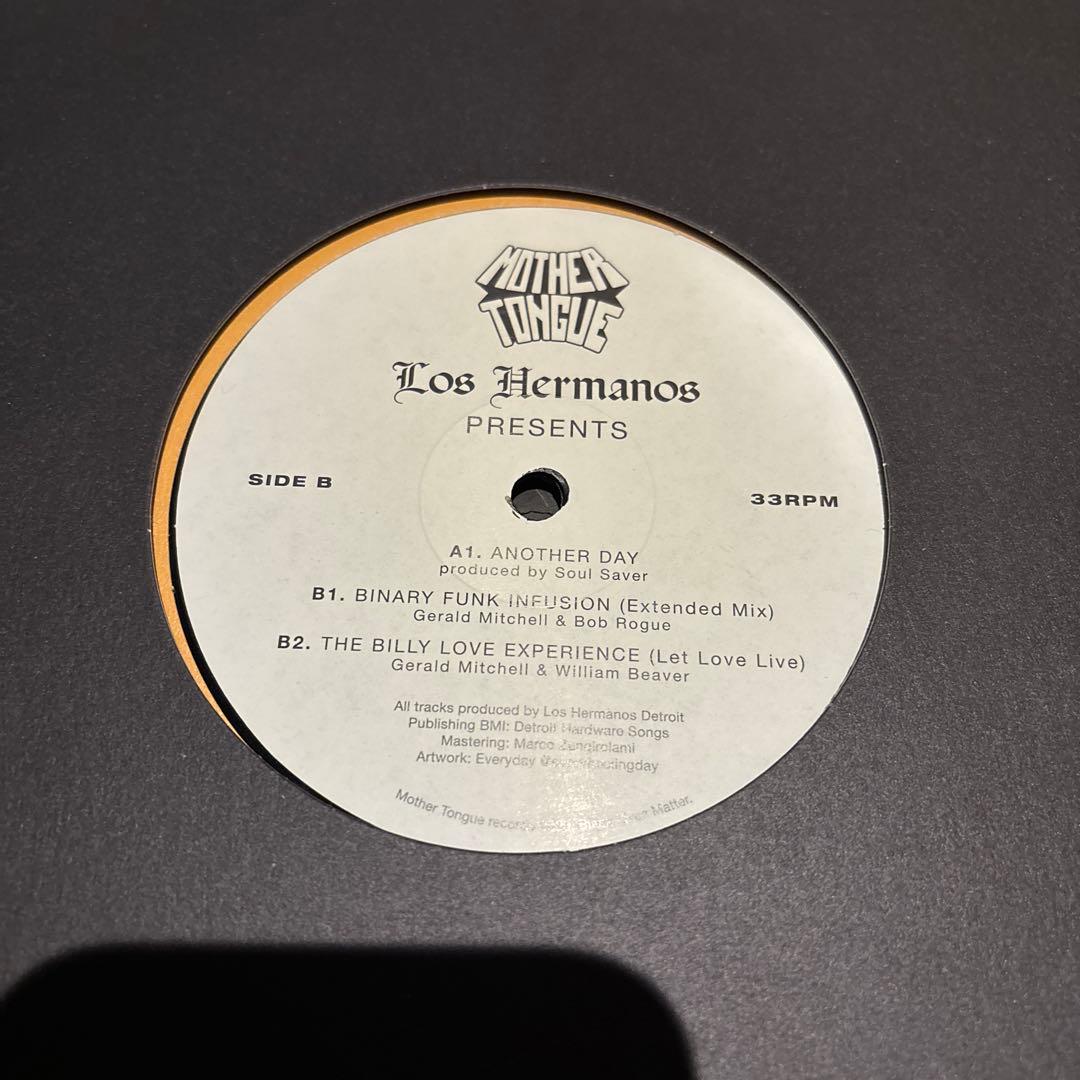 MOTHER
TONGUE
Los Hermanos
PRESENTS
SIDE B
33RPM
A1. ANOTHER DAY
produced by Soul Saver
B1. BINARY FUNK INFUSION (Extended Mix)
Gerald Mitchell & Bob Rogue
B2. THE BILLY LOVE EXPERIENCE (Let Love Live)
Gerald Mitchell & William Beaver
All tracks produced by Los Hermanos Detroit
Publishing BMI: Detroit Hardware Songs
Mastering: Marco Zangirolami
Artwork: Everyday
Mother Tongue records Matter.